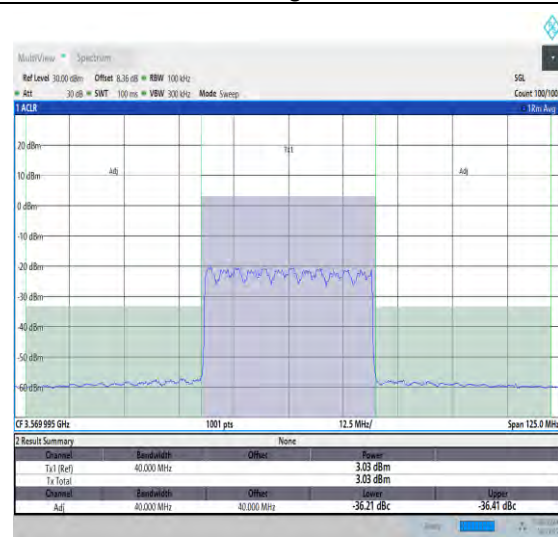 MultiView Spectrum
Ref Level 30.00 dBm Offset 8.36 dB RBW 100 kHz SGL
Att 30 dB SWT 100 ms VBW 300 kHz Mode Sweep Count 100/100
1 ACLR 1Rm Avg
20 dBm
Tx1
10 dBm
Adj Adj
0 dBm
-10 dBm
-20 dBm
-30 dBm
-40 dBm
-50 dBm
-60 dBm
CF 3.569 995 GHz 1001 pts 12.5 MHz/ Span 125.0 MHz
2 Result Summary None
Channel Bandwidth Offset Power
Tx1 (Ref) 40.000 MHz 3.03 dBm
Tx Total 3.03 dBm
Channel Bandwidth Offset Lower Upper
Adj 40.000 MHz 40.000 MHz -36.21 dBc -36.41 dBc